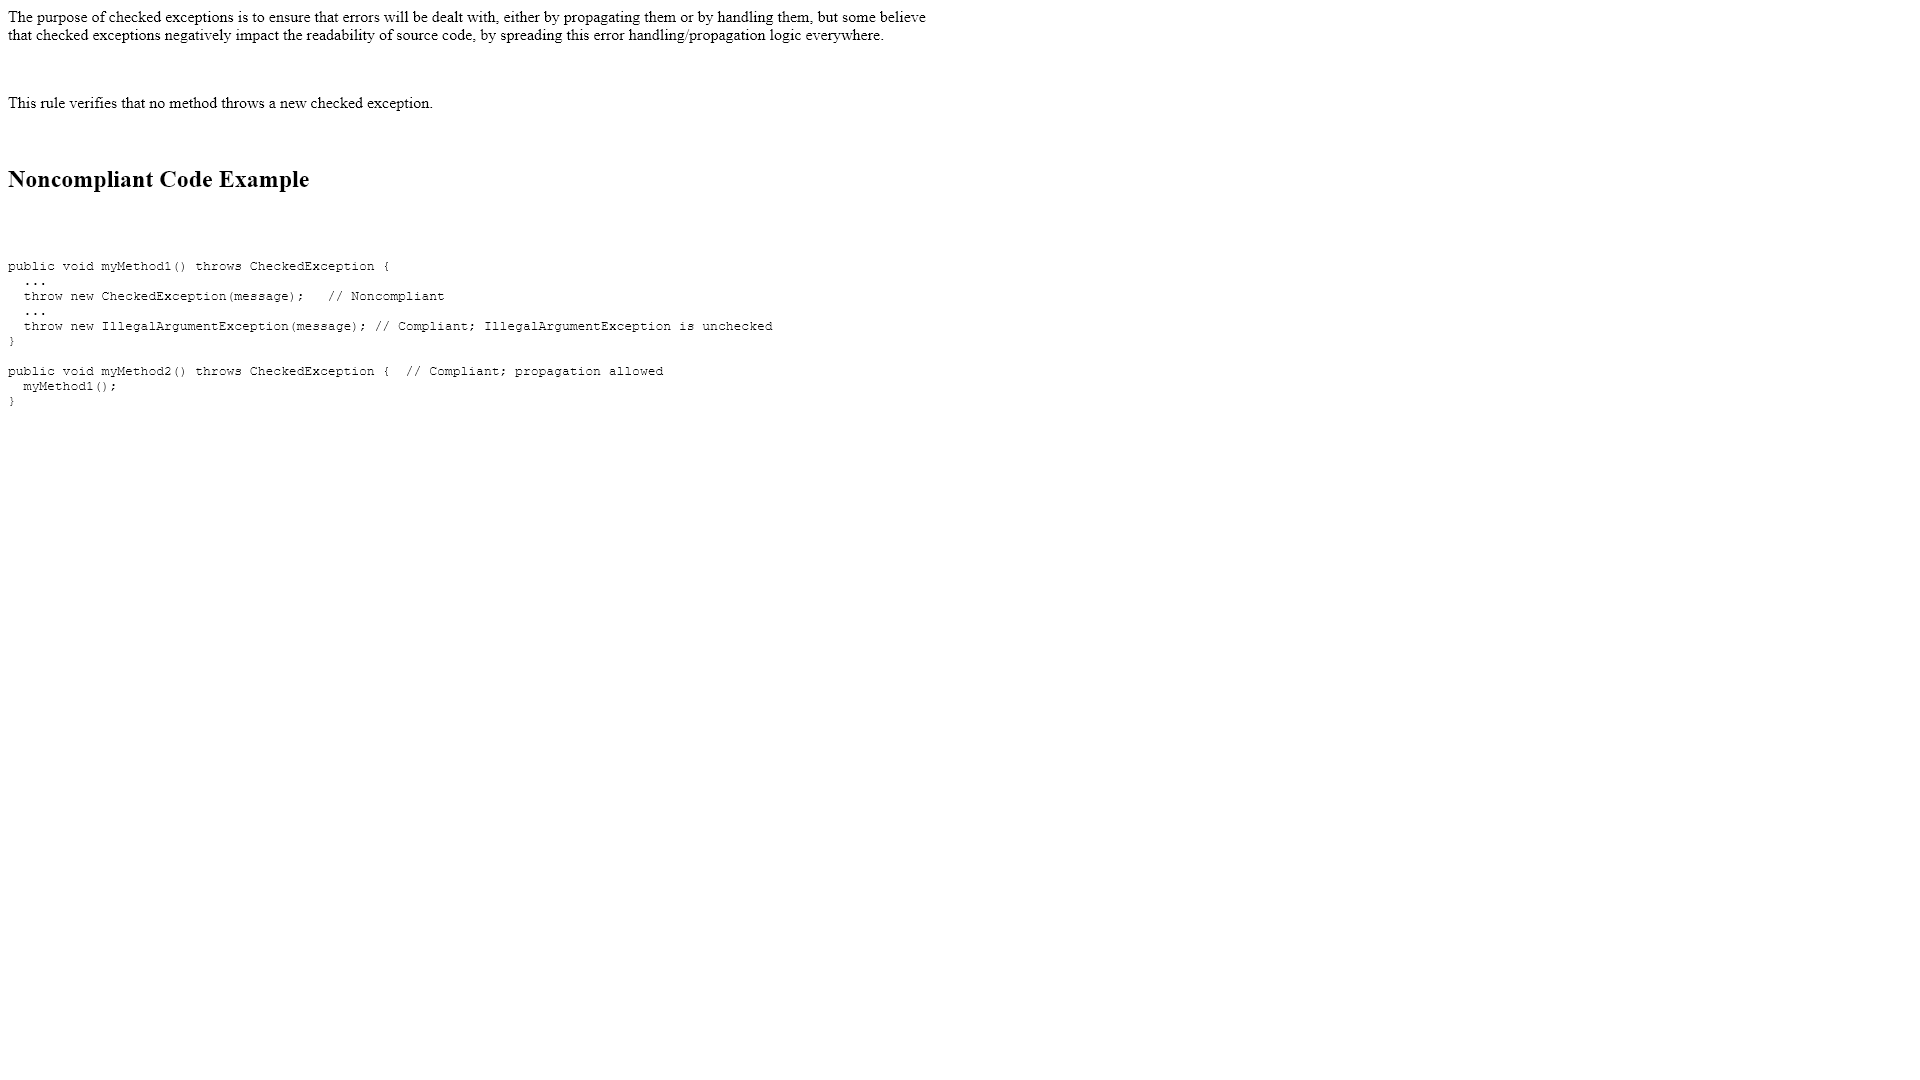 The purpose of checked exceptions is to ensure that errors will be dealt with, either by propagating them or by handling them, but some believe
that checked exceptions negatively impact the readability of source code, by spreading this error handling/propagation logic everywhere.
This rule verifies that no method throws a new checked exception.
Noncompliant Code Example
public void myMethod1() throws CheckedException {
  ...
  throw new CheckedException(message);   // Noncompliant
  ...
  throw new IllegalArgumentException(message); // Compliant; IllegalArgumentException is unchecked
}
public void myMethod2() throws CheckedException {  // Compliant; propagation allowed
  myMethod1();
}